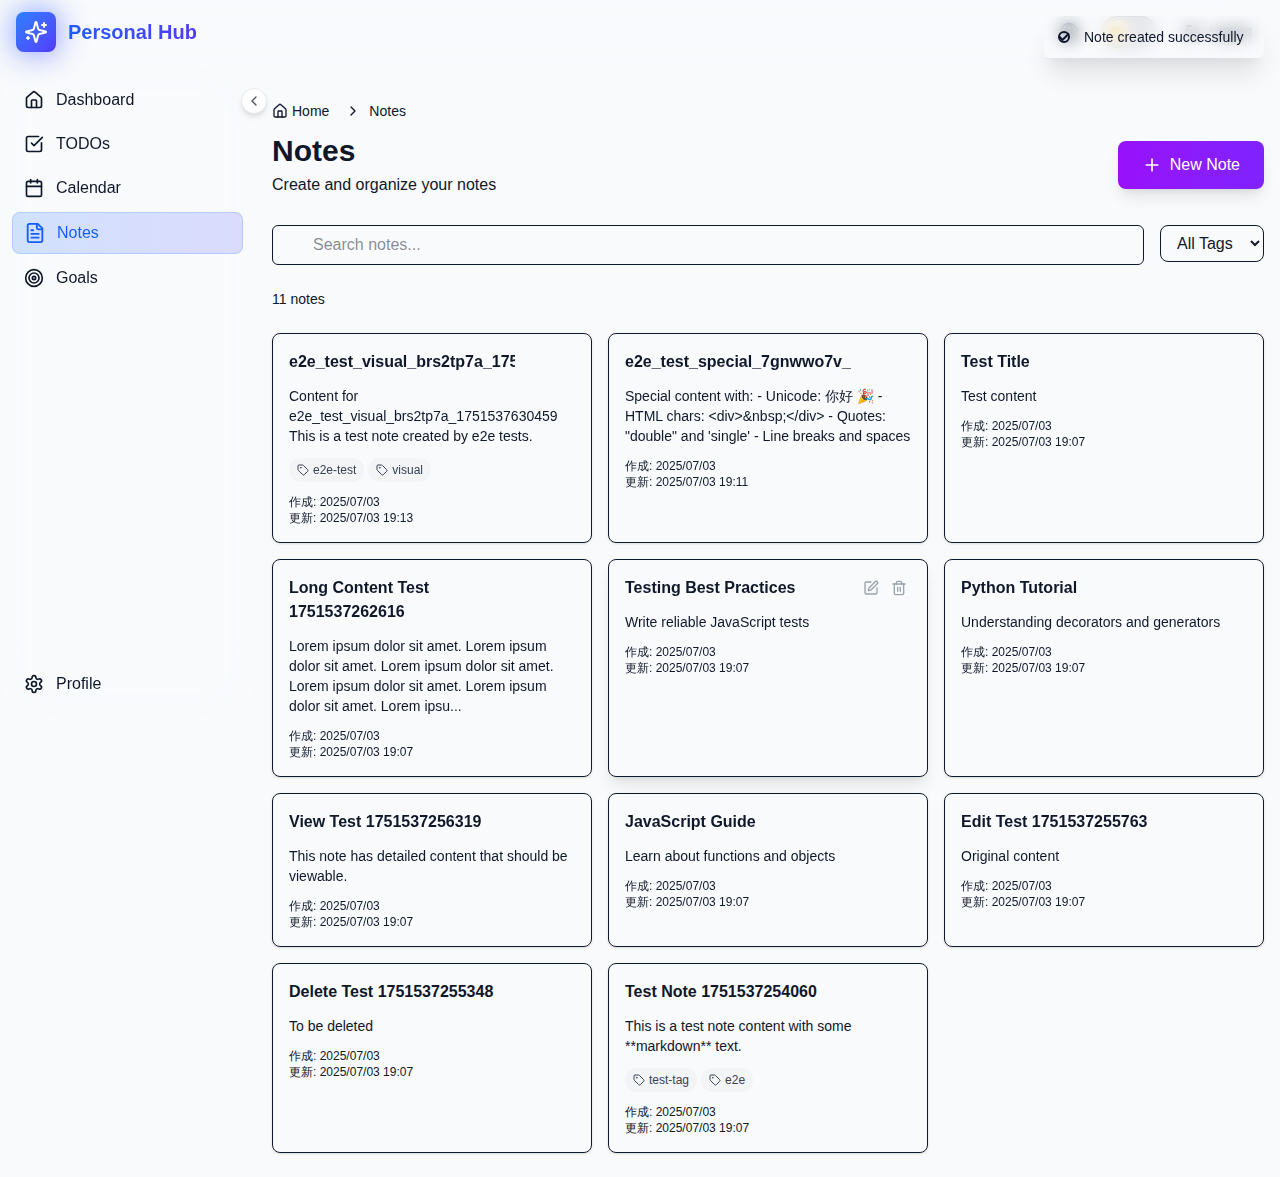 Personal Hub
Note created successfully
Dashboard
TODOs
Calendar
Notes
Goals
Profile
Home
Notes
Notes
Create and organize your notes
New Note
Search notes...
All Tags
11 notes
e2e_test_visual_brs2tp7a_175
Content for
e2e_test_visual_brs2tp7a_1751537630459
This is a test note created by e2e tests.
e2e-test
visual
作成: 2025/07/03
更新: 2025/07/03 19:13
e2e_test_special_7gnwwo7v_
Special content with: - Unicode: 你好 🎉 -
HTML chars: <div>&nbsp;</div> - Quotes:
"double" and 'single' - Line breaks and spaces
作成: 2025/07/03
更新: 2025/07/03 19:11
Test Title
Test content
作成: 2025/07/03
更新: 2025/07/03 19:07
Long Content Test
1751537262616
Lorem ipsum dolor sit amet. Lorem ipsum
dolor sit amet. Lorem ipsum dolor sit amet.
Lorem ipsum dolor sit amet. Lorem ipsum
dolor sit amet. Lorem ipsu...
作成: 2025/07/03
更新: 2025/07/03 19:07
Testing Best Practices
Write reliable JavaScript tests
作成: 2025/07/03
更新: 2025/07/03 19:07
Python Tutorial
Understanding decorators and generators
作成: 2025/07/03
更新: 2025/07/03 19:07
View Test 1751537256319
This note has detailed content that should be
viewable.
作成: 2025/07/03
更新: 2025/07/03 19:07
JavaScript Guide
Learn about functions and objects
作成: 2025/07/03
更新: 2025/07/03 19:07
Edit Test 1751537255763
Original content
作成: 2025/07/03
更新: 2025/07/03 19:07
Delete Test 1751537255348
To be deleted
作成: 2025/07/03
更新: 2025/07/03 19:07
Test Note 1751537254060
This is a test note content with some
**markdown** text.
test-tag
e2e
作成: 2025/07/03
更新: 2025/07/03 19:07